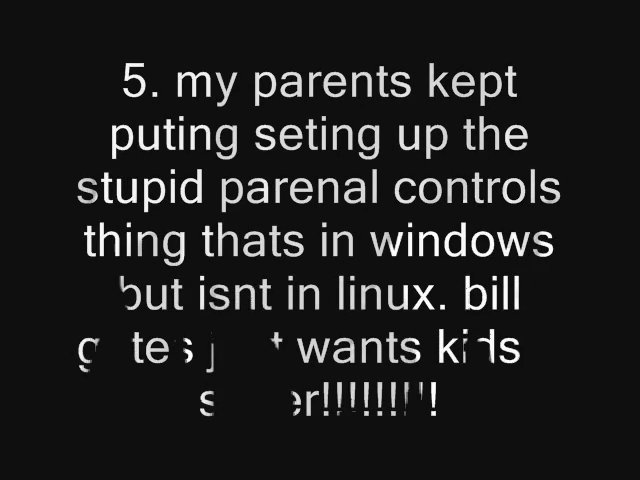 5. my parents kept
puting seting up the
stupid parenal controls
thing thats in windows
but isnt in linux. bill
wants kids